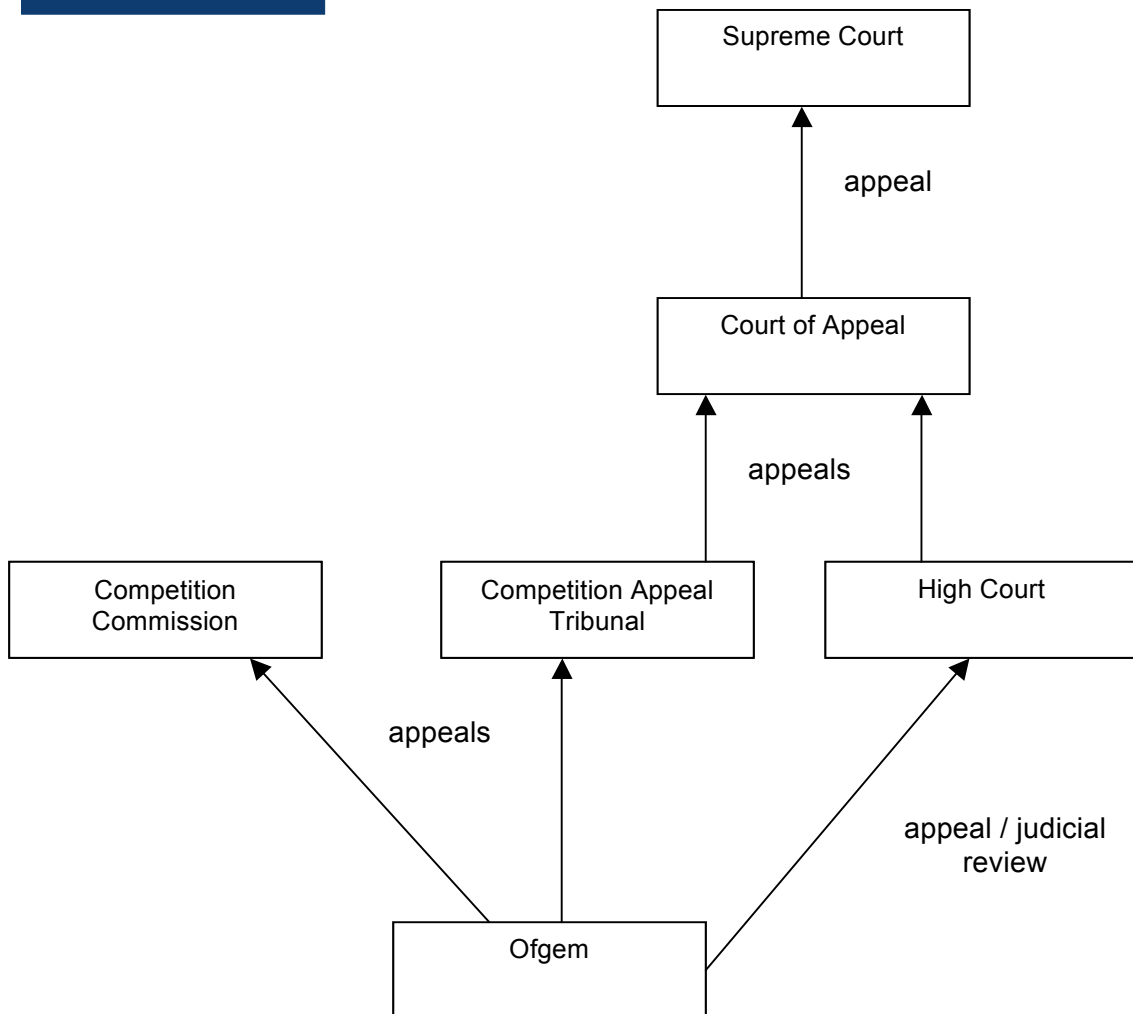 Supreme Court
appeal
Court of Appeal
appeals
Competition
Commission
Competition Appeal
Tribunal
High Court
appeals
appeal / judicial
review
Ofgem